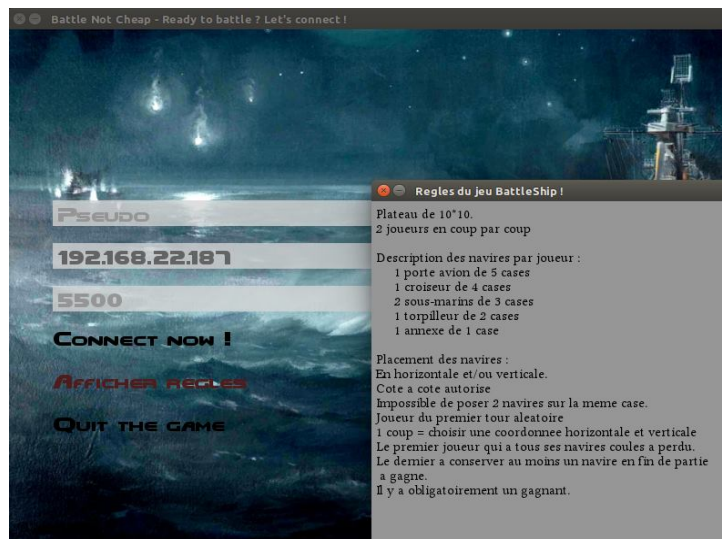 Battle Not Cheap - Ready to battle ? Let's connect !
Pseudo
192.168.22.187
5500
Connect now !
Afficher regles
Quit the game
Regles du jeu BattleShip !
Plateau de 10*10.
2 joueurs en coup par coup
Description des navires par joueur :
1 porte avion de 5 cases
1 croiseur de 4 cases
2 sous-marins de 3 cases
1 torpilleur de 2 cases
1 annexe de 1 case
Placement des navires :
En horizontale et/ou verticale.
Cote a cote autorise
Impossible de poser 2 navires sur la meme case.
Joueur du premier tour aleatoire
1 coup = choisir une coordonnee horizontale et verticale
Le premier joueur qui a tous ses navires coules a perdu.
Le dernier a conserver au moins un navire en fin de partie
a gagne.
Il y a obligatoirement un gagnant.